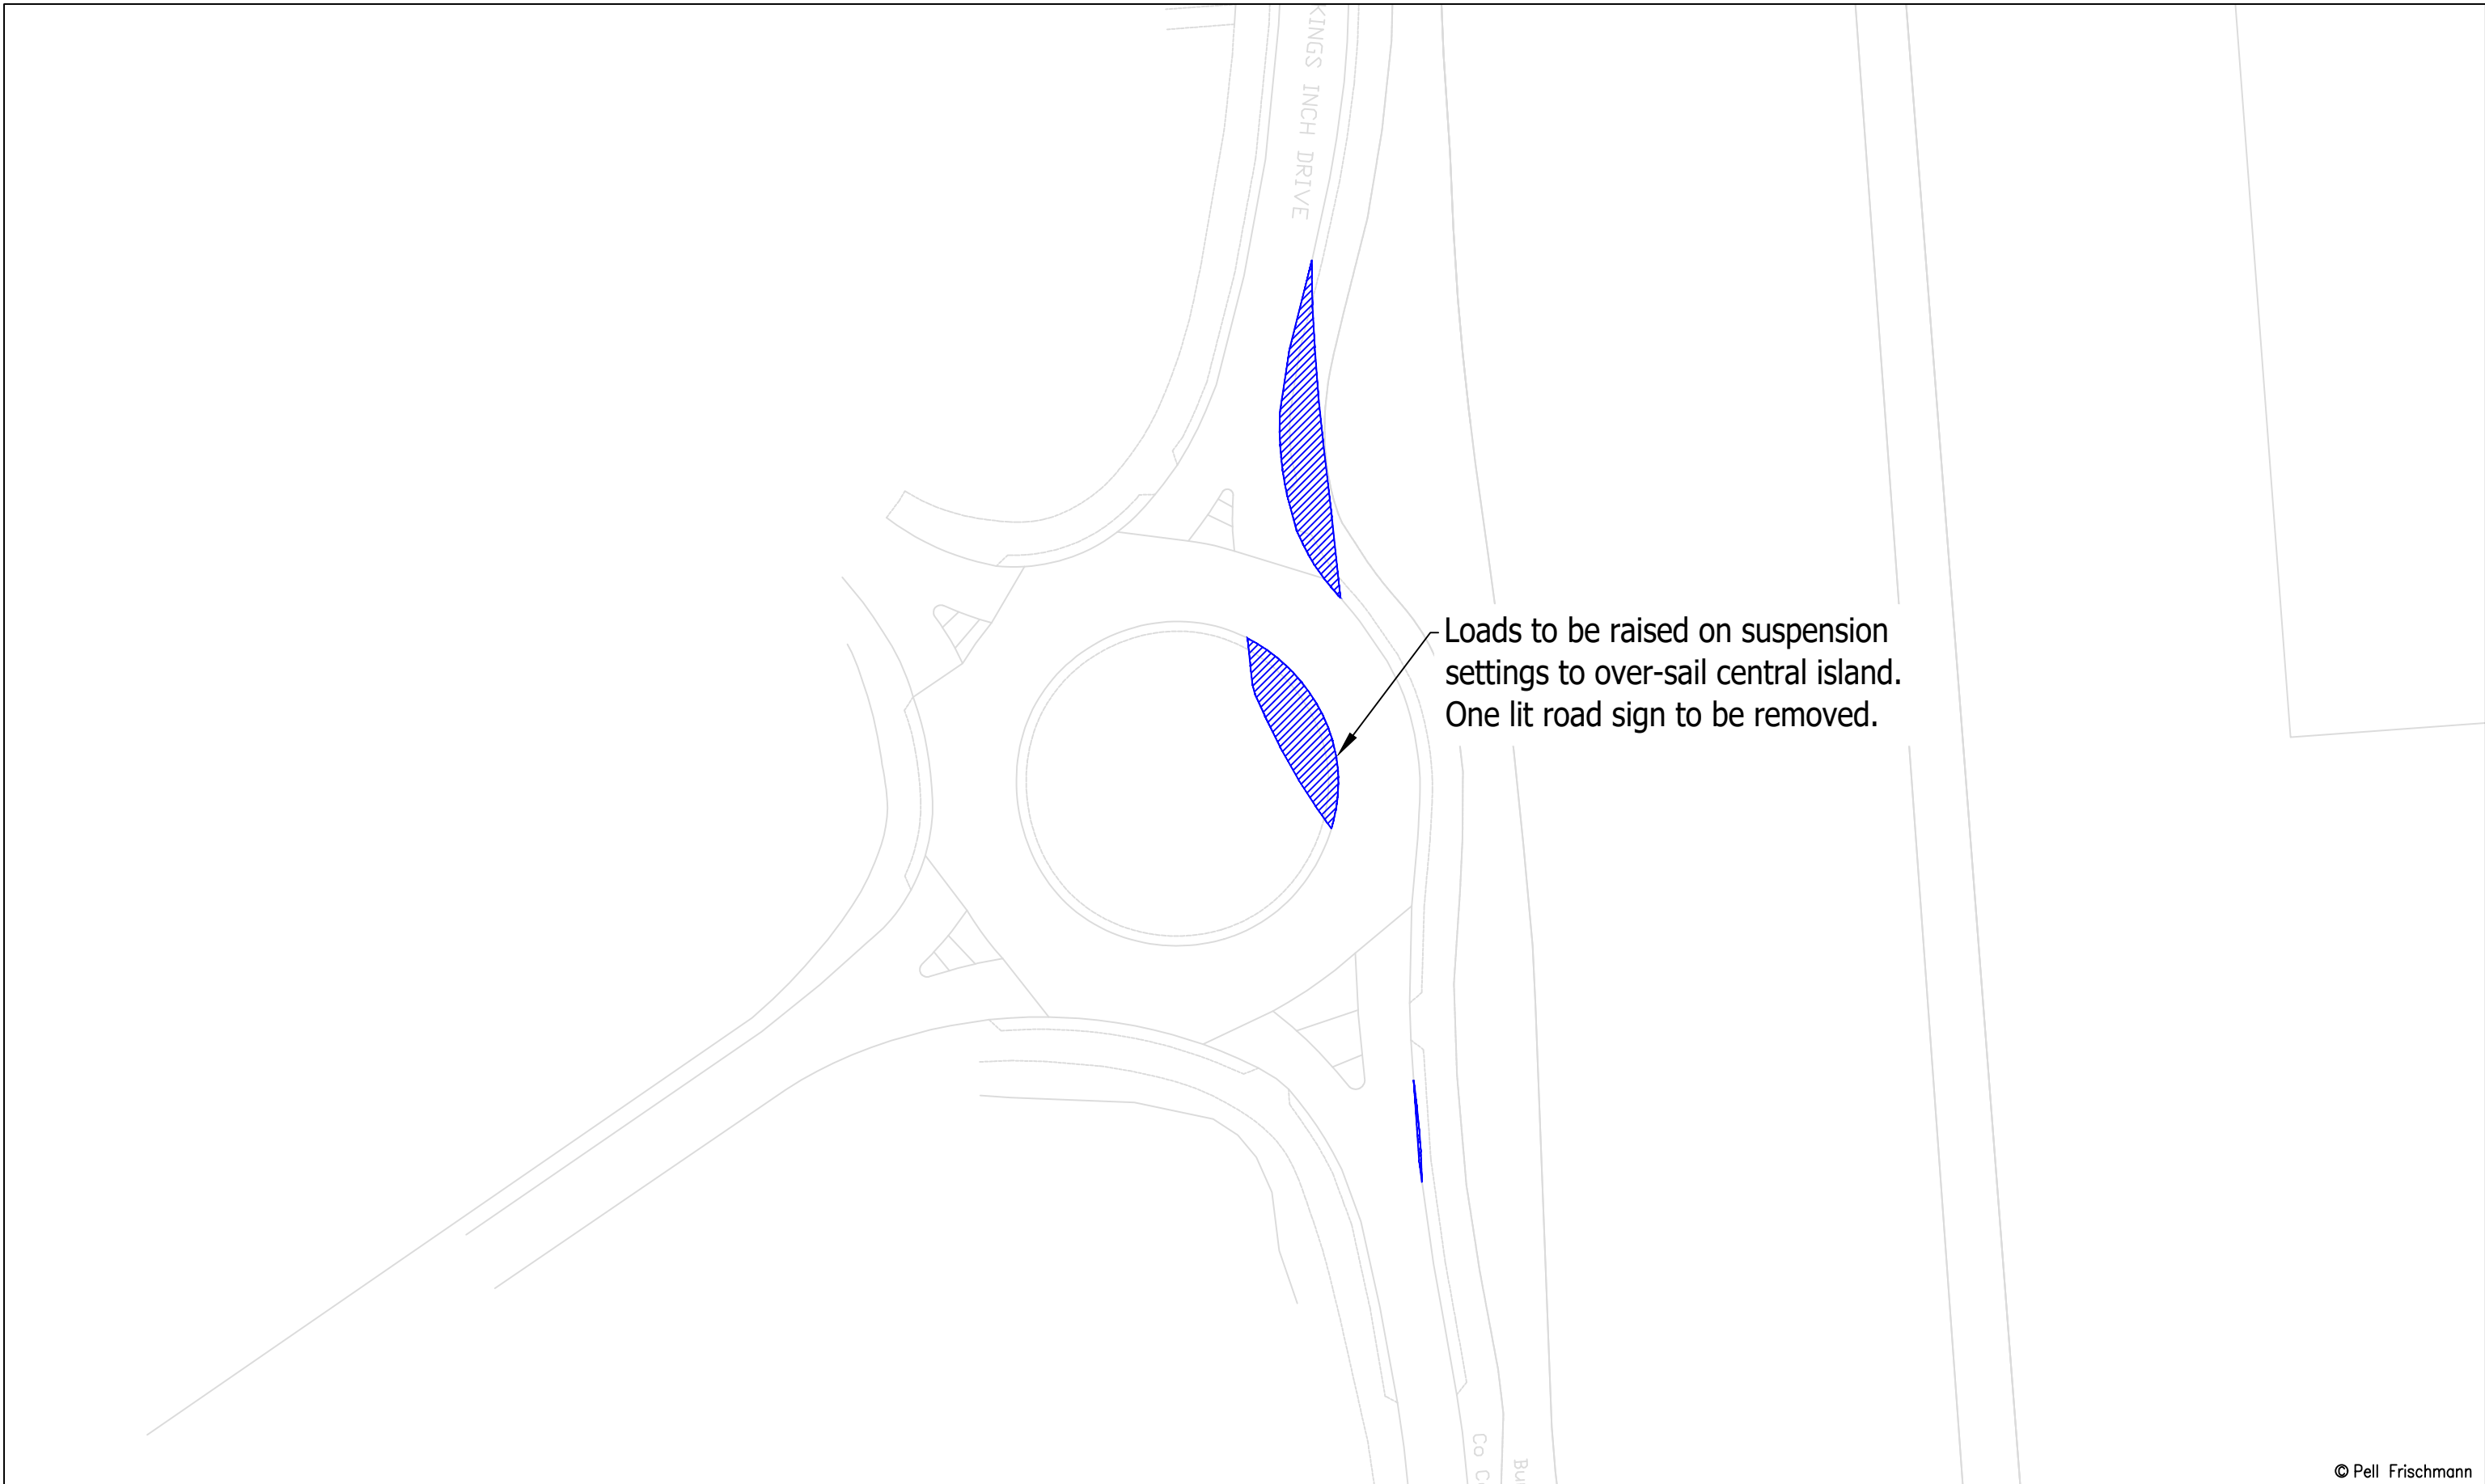 KINGS INCH DRIVE
Loads to be raised on suspension
settings to over-sail central island.
One lit road sign to be removed.
Co
© Pell Frischmann